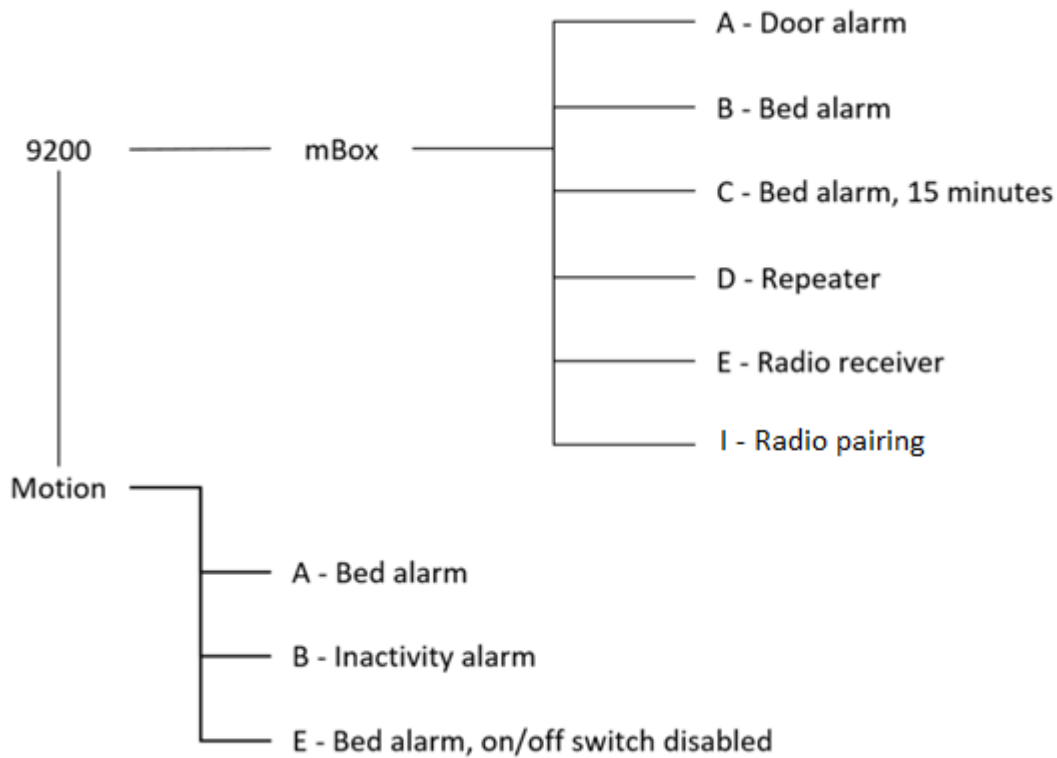 A - Door alarm
B - Bed alarm
9200
mBox
C - Bed alarm, 15 minutes
D - Repeater
E - Radio receiver
I - Radio pairing
Motion
A - Bed alarm
B - Inactivity alarm
E - Bed alarm, on/off switch disabled